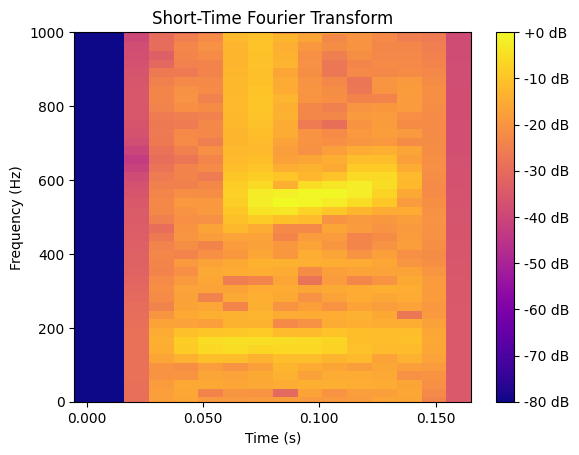 Short-Time Fourier Transform
1000
800
600
400
200
0
Frequency (Hz)
0.000
0.050
0.100
0.150
Time (s)
+0 dB
-10 dB
-20 dB
-30 dB
-40 dB
-50 dB
-60 dB
-70 dB
-80 dB